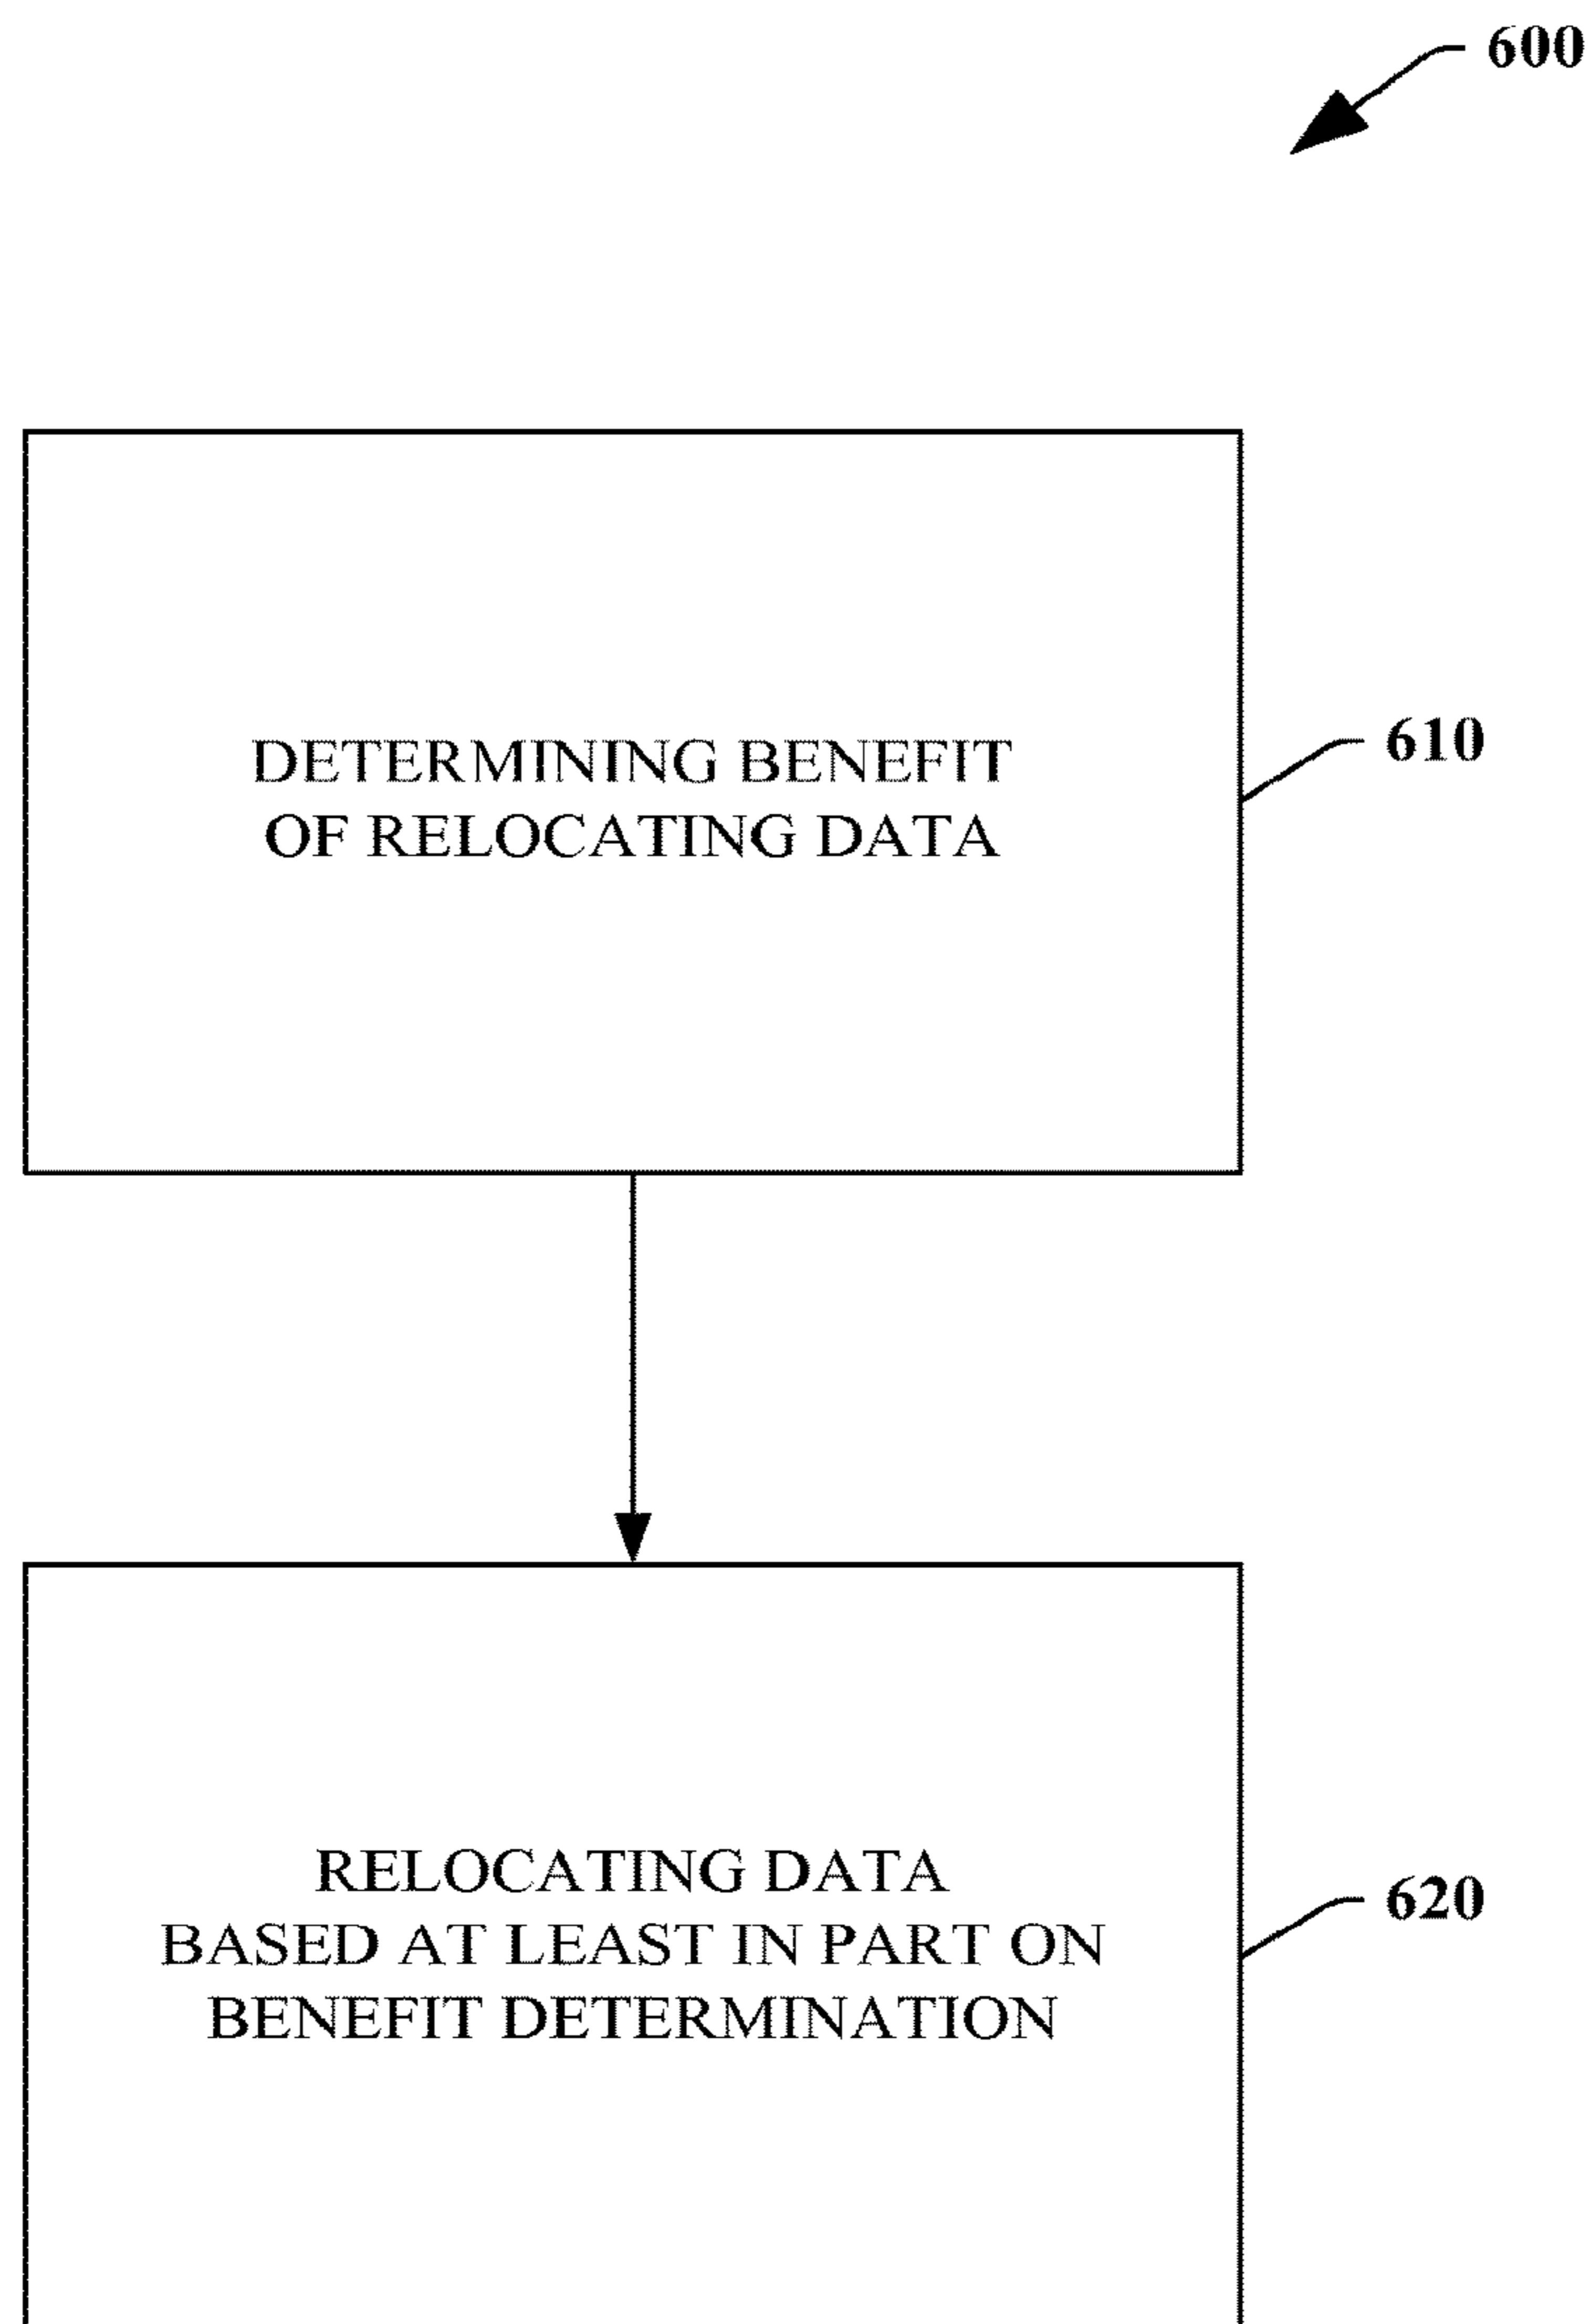 600
DETERMINING BENEFIT
OF RELOCATING DATA
610
RELOCATING DATA
BASED AT LEAST IN PART ON
BENEFIT DETERMINATION
620